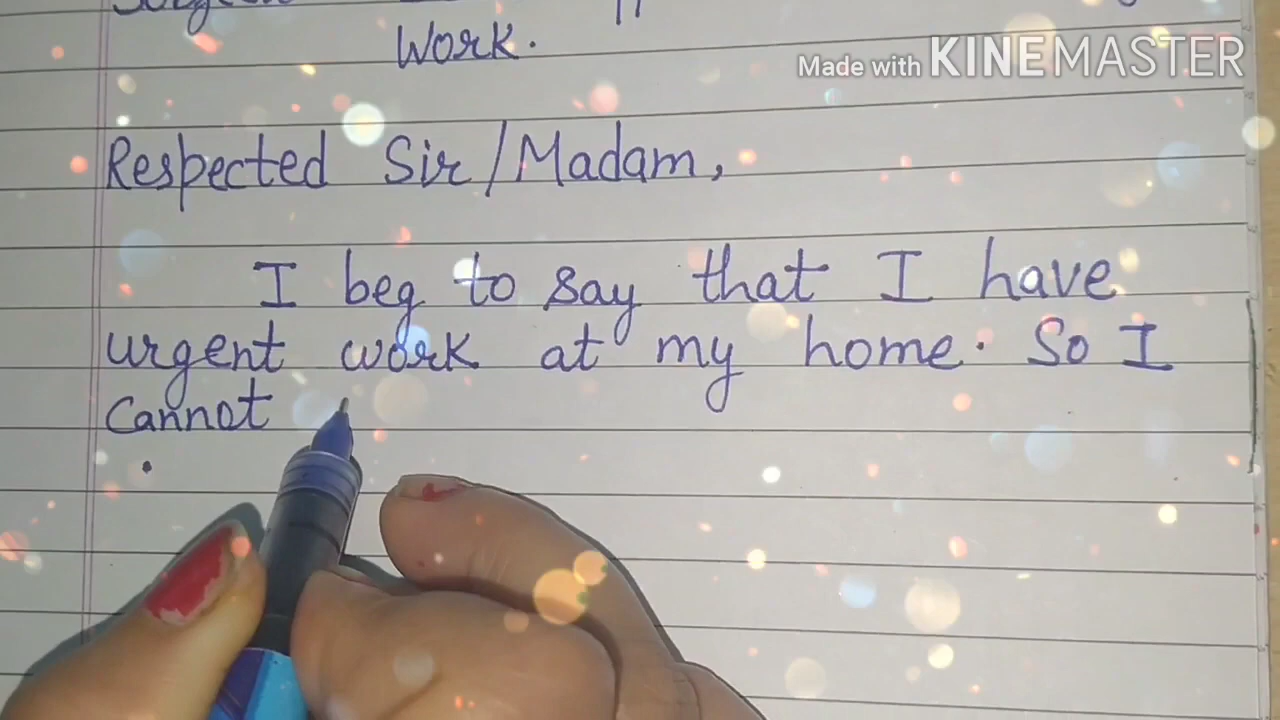 Work.
Made with KINEMASTER
Respected Sir/Madam,
I beg to say that I have
urgent work at my home. So I
cannot